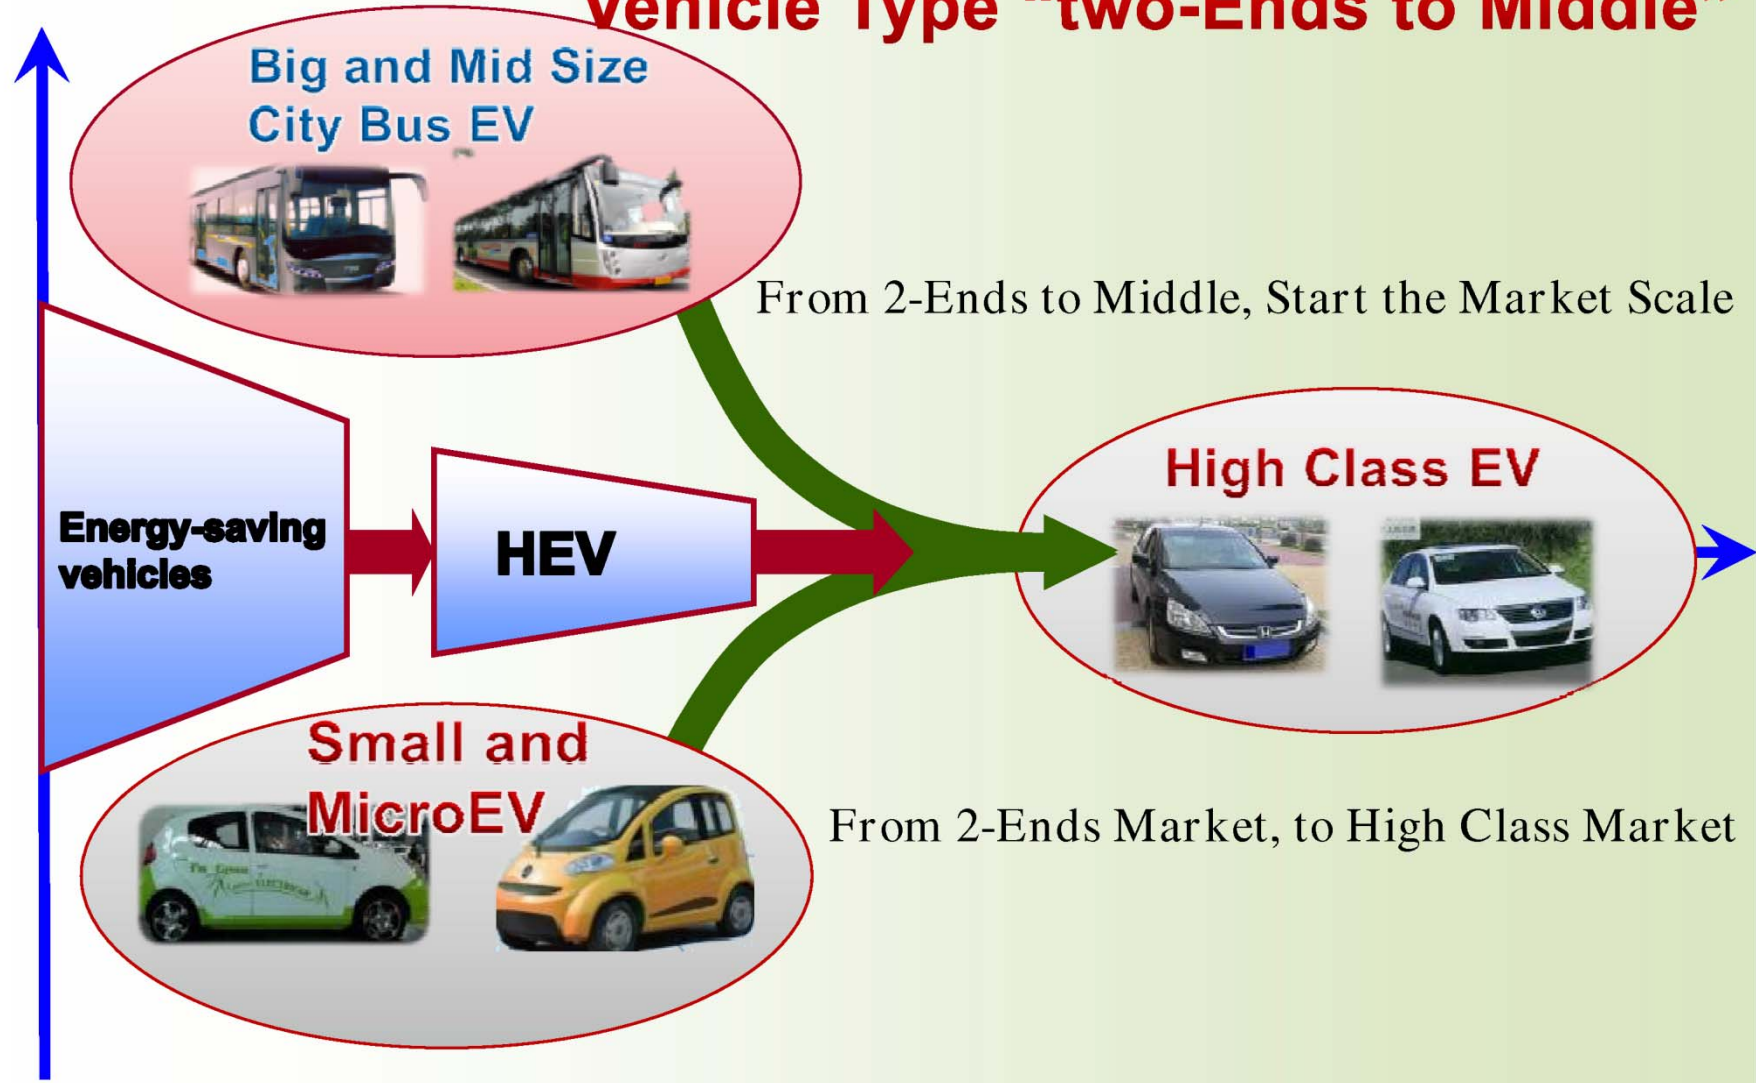 Vehicle Type "two-Ends to Middle"
Big and Mid Size
City Bus EV
From 2-Ends to Middle, Start the Market Scale
High Class EV
Energy-saving
vehicles
HEV
Small and
MicroEV
From 2-Ends Market, to High Class Market